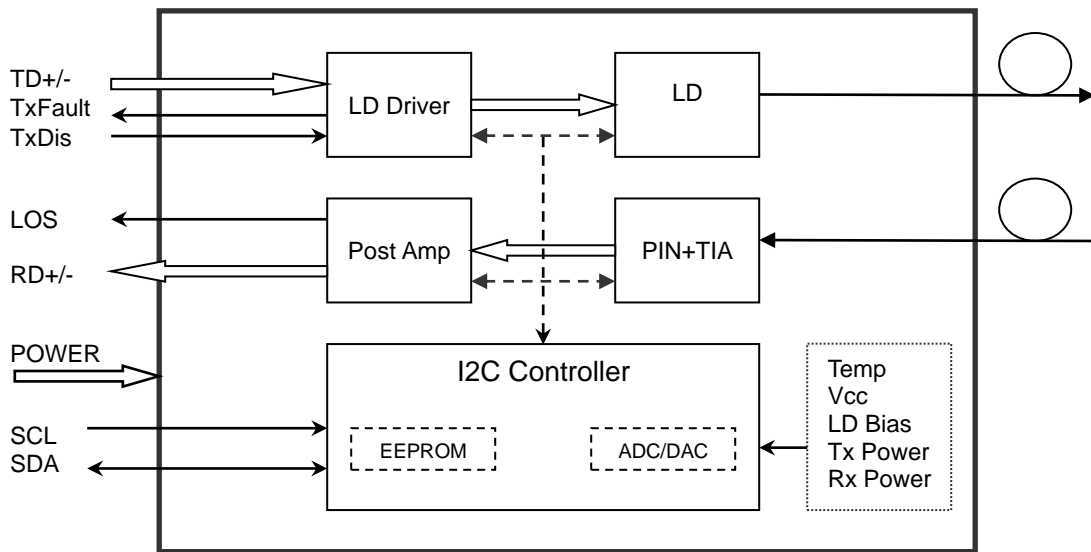 TD+/-
TxFault
TxDis
LD Driver
LD
LOS
RD+/-
Post Amp
PIN+TIA
POWER
SCL
SDA
I2C Controller
EEPROM
ADC/DAC
Temp
Vcc
LD Bias
Tx Power
Rx Power